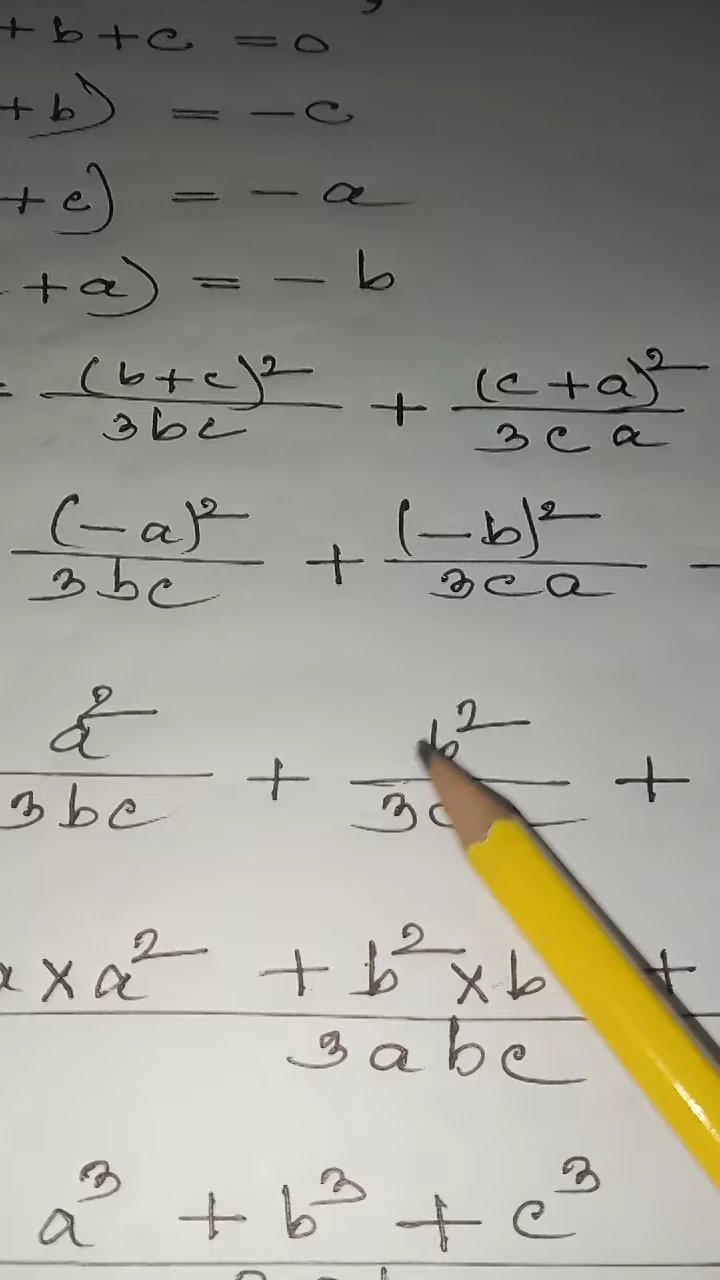 + b + c = 0
+ b) = - c
+ c) = - a
+ a) = - b
= (b+c)²/3bc + (c+a)²/3ca
(-a)²/3bc + (-b)²/3ca -
a²/3bc + b²/3c +
× a² + b² × b +
3abc
a³ + b³ + c³